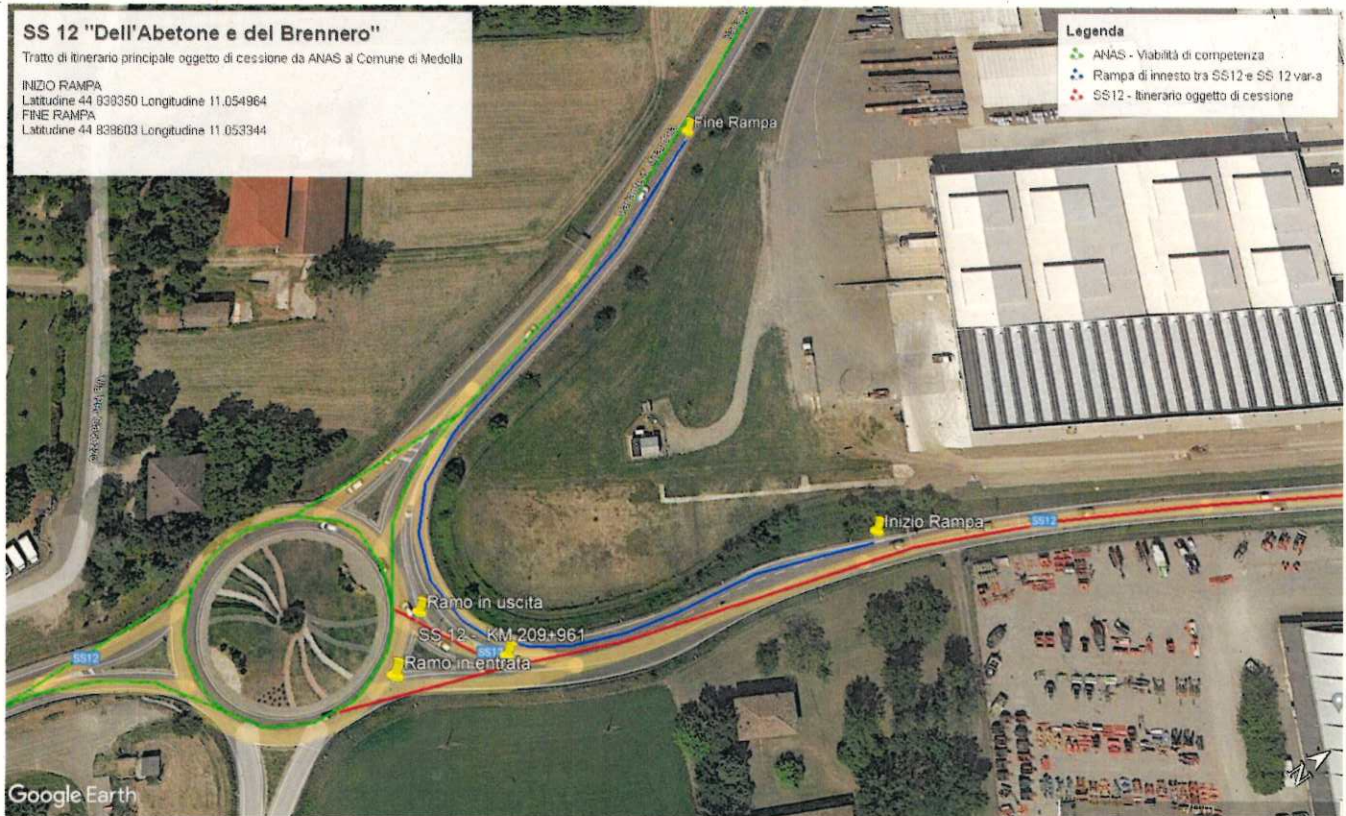 SS 12 "Dell'Abetone e del Brennero"
Tratto di itinerario principale oggetto di cessione da ANAS al Comune di Medolla
INIZIO RAMPA
Latitudine 44 838350 Longitudine 11.054964
FINE RAMPA
Latitudine 44 838603 Longitudine 11 053344
Legenda
ANAS - Viabilità di competenza
Rampa di innesto tra SS12 e SS 12 var-a
SS12 - Itinerario oggetto di cessione
Fine Rampa
Inizio Rampa
SS12
Ramo in uscita
SS 12 - KM 209+961
SS12
Ramo in entrata
SS12
Google Earth